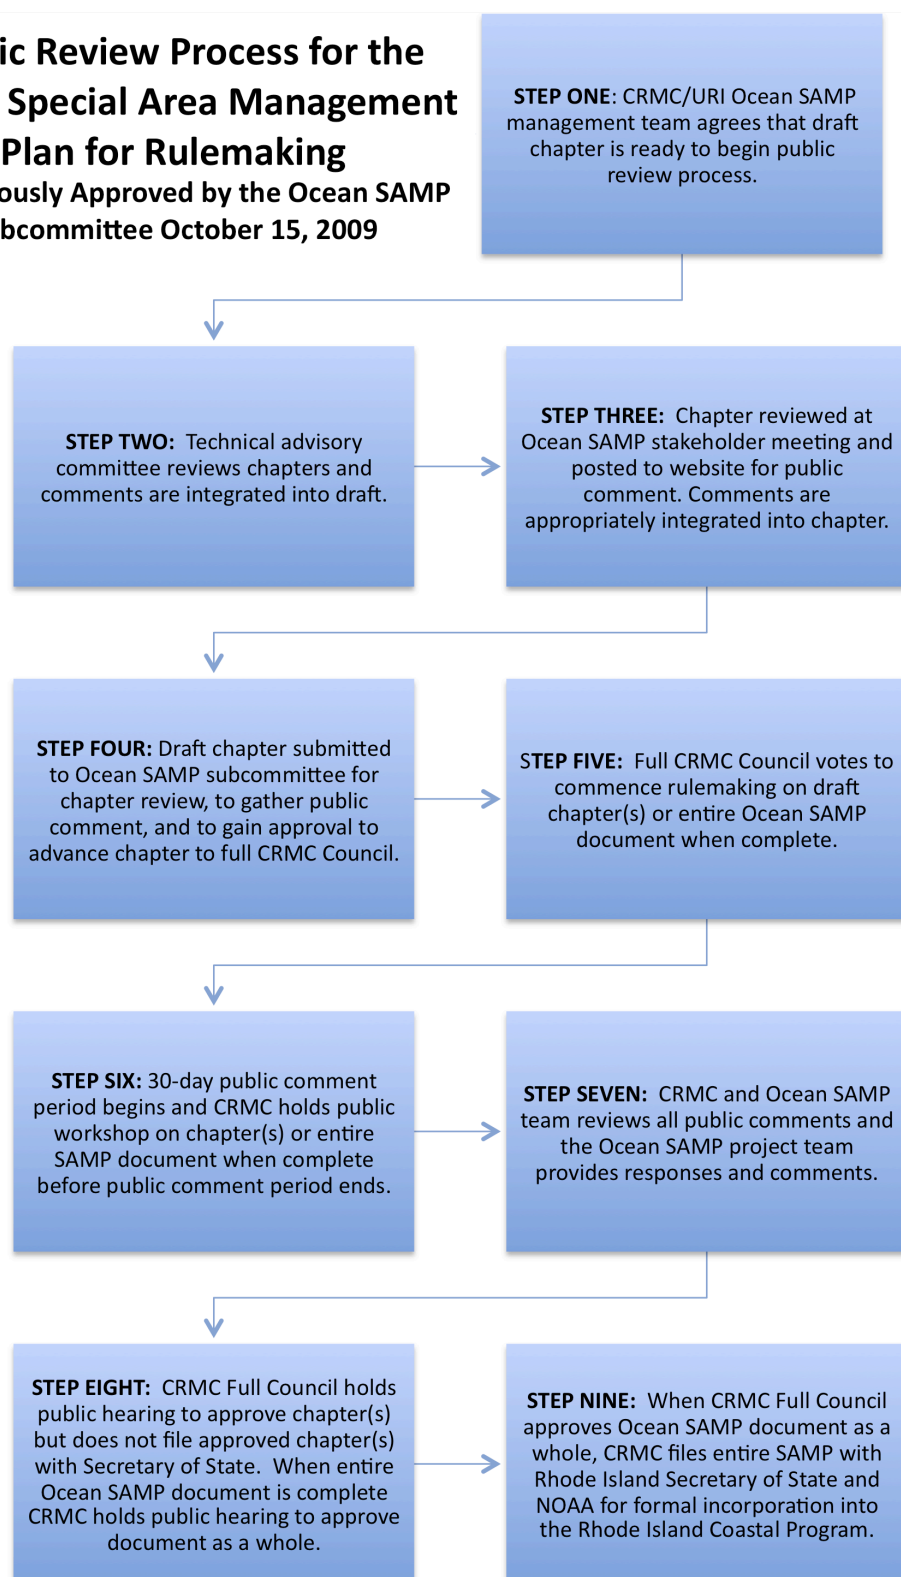 ic Review Process for the
Special Area Management
Plan for Rulemaking
ously Approved by the Ocean SAMP
bcommittee October 15, 2009
STEP ONE: CRMC/URI Ocean SAMP
management team agrees that draft
chapter is ready to begin public
review process.
STEP TWO: Technical advisory
committee reviews chapters and
comments are integrated into draft.
STEP THREE: Chapter reviewed at
Ocean SAMP stakeholder meeting and
posted to website for public
comment. Comments are
appropriately integrated into chapter.
STEP FOUR: Draft chapter submitted
to Ocean SAMP subcommittee for
chapter review, to gather public
comment, and to gain approval to
advance chapter to full CRMC Council.
STEP FIVE: Full CRMC Council votes to
commence rulemaking on draft
chapter(s) or entire Ocean SAMP
document when complete.
STEP SIX: 30-day public comment
period begins and CRMC holds public
workshop on chapter(s) or entire
SAMP document when complete
before public comment period ends.
STEP SEVEN: CRMC and Ocean SAMP
team reviews all public comments and
the Ocean SAMP project team
provides responses and comments.
STEP EIGHT: CRMC Full Council holds
public hearing to approve chapter(s)
but does not file approved chapter(s)
with Secretary of State. When entire
Ocean SAMP document is complete
CRMC holds public hearing to approve
document as a whole.
STEP NINE: When CRMC Full Council
approves Ocean SAMP document as a
whole, CRMC files entire SAMP with
Rhode Island Secretary of State and
NOAA for formal incorporation into
the Rhode Island Coastal Program.